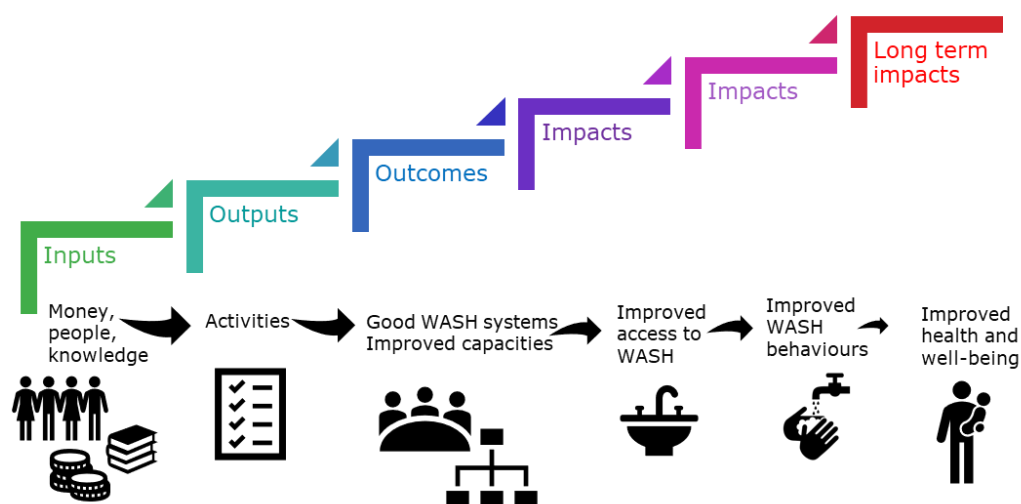 Long term
impacts
Impacts
Impacts
Outcomes
Outputs
Inputs
Money,
people,
knowledge
Activities
Good WASH systems
Improved capacities
Improved
access to
WASH
Improved
WASH
behaviours
Improved
health and
well-being